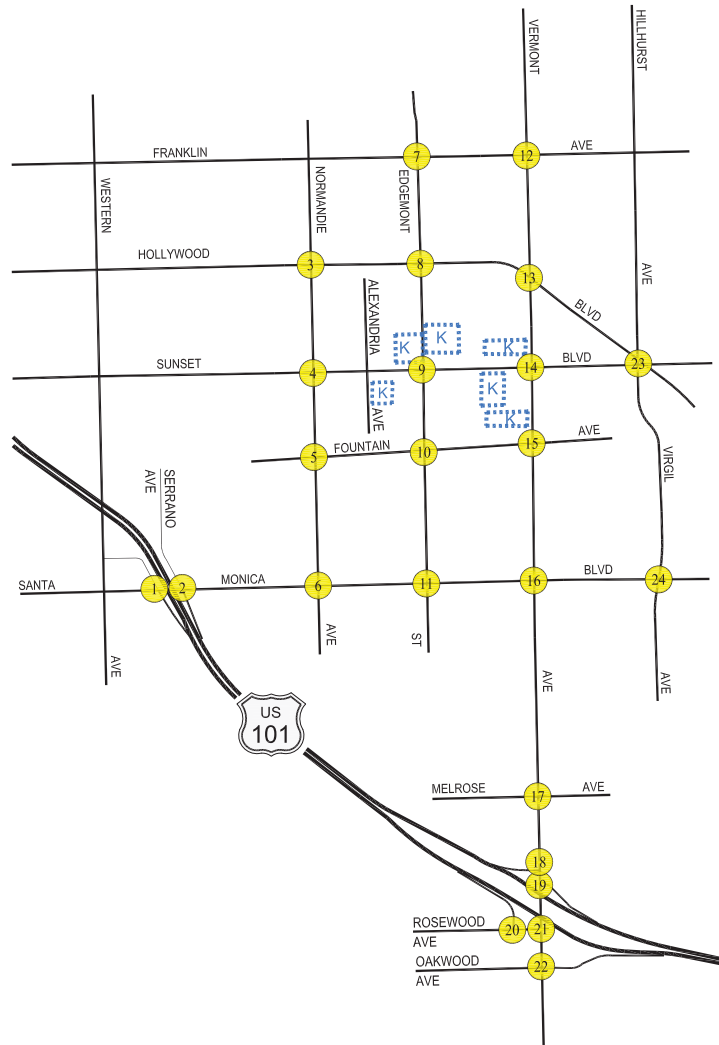 VERMONT
HILLHURST
7
12
FRANKLIN
AVE
WESTERN
NORMANDIE
EDGEMONT
HOLLYWOOD
3
8
13
AVE
ALEXANDRIA
BLVD
K
K
K
SUNSET
4
9
14
BLVD
23
K
K
AVE
K
FOUNTAIN
AVE
5
10
15
VIRGIL
SERRANO
AVE
SANTA
1
2
MONICA
6
11
16
BLVD
24
AVE
AVE
ST
AVE
AVE
US
101
MELROSE
17
AVE
18
19
ROSEWOOD
AVE
20
21
OAKWOOD
AVE
22